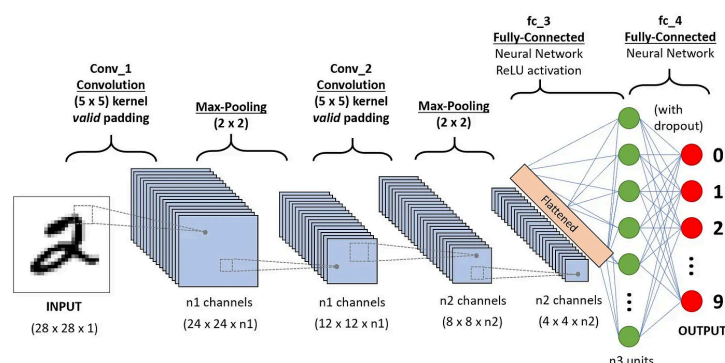 fc_3
Fully-Connected
Neural Network
ReLU activation
fc_4
Fully-Connected
Neural Network
Conv_1
Convolution
(5 x 5) kernel
valid padding
Max-Pooling
(2 x 2)
Conv_2
Convolution
(5 x 5) kernel
valid padding
Max-Pooling
(2 x 2)
(with
dropout)
2
Flattened
0
1
2
9
INPUT
(28 x 28 x 1)
n1 channels
(24 x 24 x n1)
n1 channels
(12 x 12 x n1)
n2 channels
(8 x 8 x n2)
n2 channels
(4 x 4 x n2)
OUTPUT
n3 units